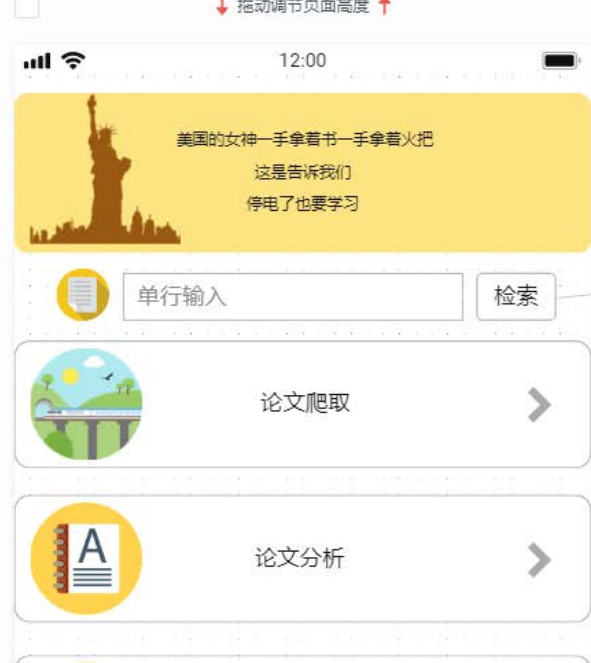 拖动调节页面高度
12:00
美国的女神一手拿着书一手拿着火把
这是告诉我们
停电了也要学习
单行输入
检索
论文爬取
A
论文分析